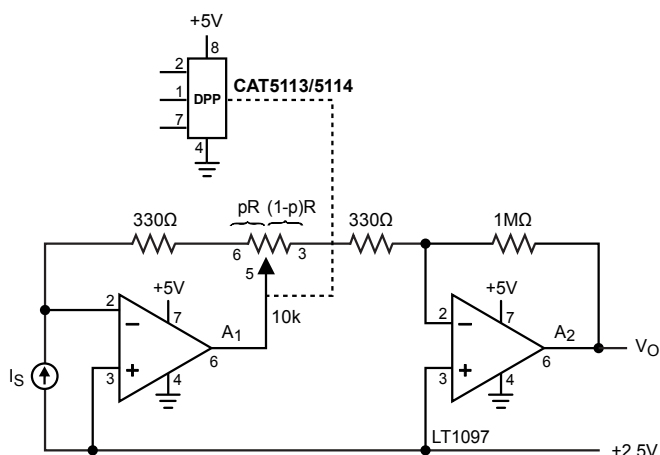 +5V
8
2
1
7
DPP
CAT5113/5114
4
pR (1-p)R
330Ω
330Ω
1MΩ
6
3
5
10k
+5V
+5V
2
7
2
7
A1
A2
6
6
VO
3
4
3
4
IS
LT1097
+2.5V